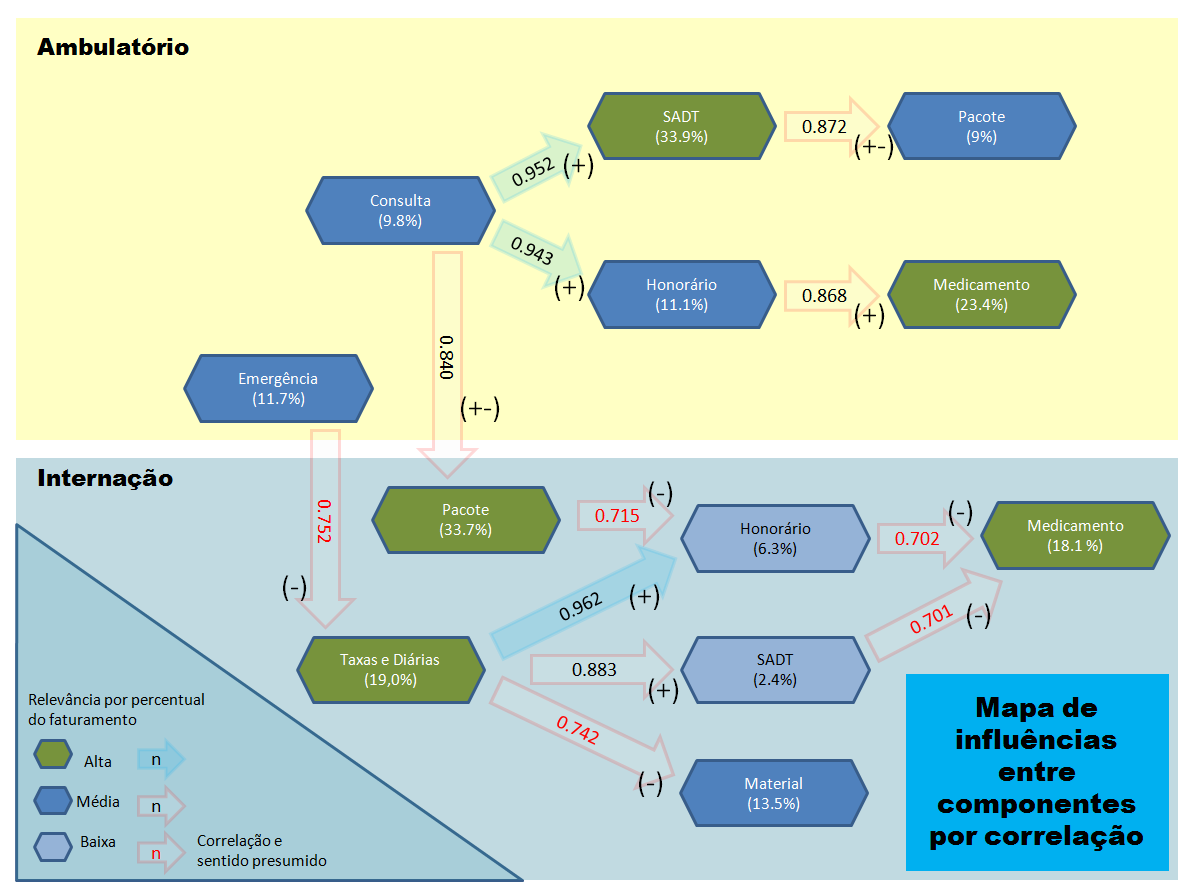 Ambulatório
SADT
(33.9%)
0.872
(+-)
Pacote
(9%)
Consulta
(9.8%)
0.952
(+)
0.943
(+)
Honorário
(11.1%)
0.868
(+)
Medicamento
(23.4%)
0.840
(+-)
Emergência
(11.7%)
0.752
(-)
Internação
Pacote
(33.7%)
0.715
(-)
Honorário
(6.3%)
0.702
(-)
Medicamento
(18.1 %)
0.962
(+)
Taxas e Diárias
(19,0%)
0.883
(+)
SADT
(2.4%)
0.701
(-)
0.742
(-)
Material
(13.5%)
Relevância por percentual
do faturamento
Alta
n
Média
n
Baixa
n
Correlação e
sentido presumido
Mapa de
influências
entre
componentes
por correlação